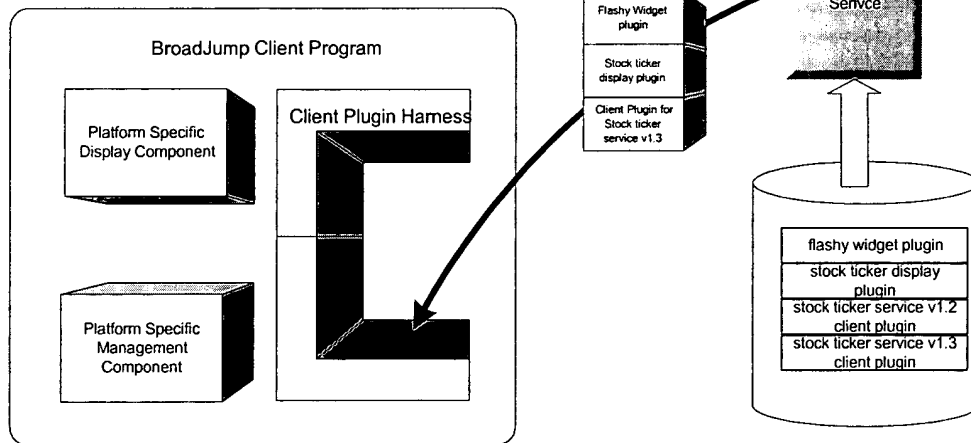 BroadJump Client Program
Platform Specific
Display Component
Platform Specific
Management
Component
Client Plugin Harness
Flashy Widget
plugin
Stock ticker
display plugin
Client Plugin for
Stock ticker
service v1.3
Serivce
flashy widget plugin
stock ticker display
plugin
stock ticker service v1.2
client plugin
stock ticker service v1.3
client plugin